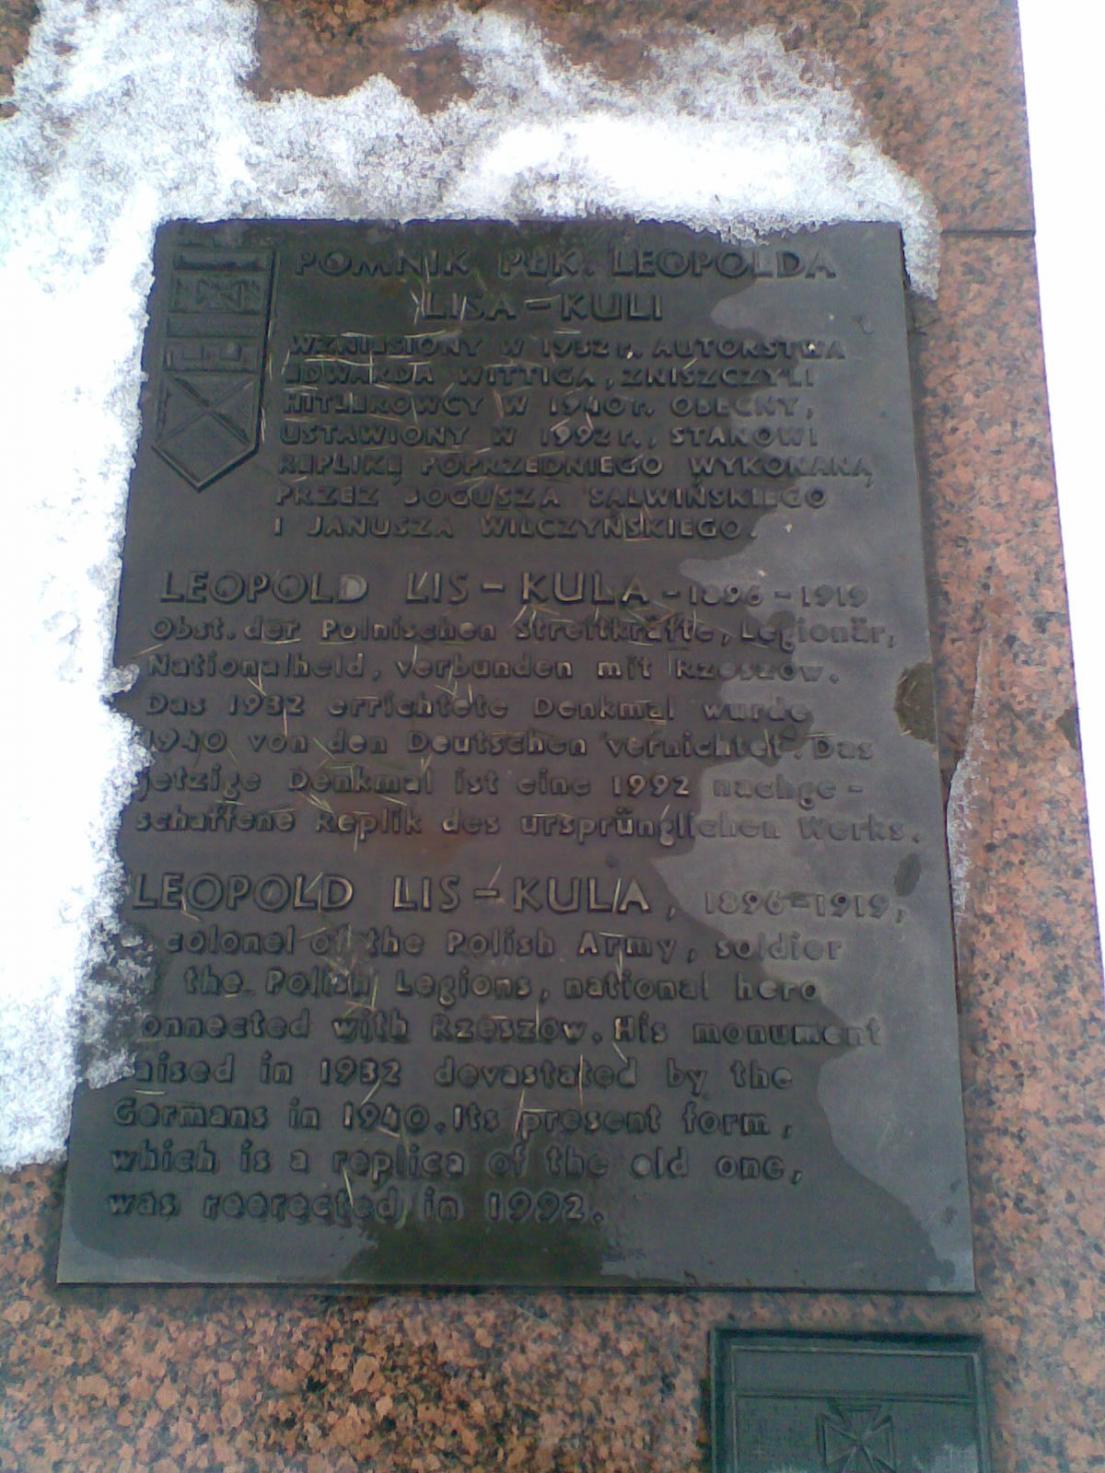 POMNIK PŁK. LEOPOLDA
LISA-KULI
WZNIESIONY W 1932 r. AUTORSTWA
EDWARDA WITTIGA, ZNISZCZYLI
HITLEROWCY W 1940 r. OBECNY,
USTAWIONY W 1992 r., STANOWI
REPLIKĘ POPRZEDNIEGO WYKONANĄ
PRZEZ BOGUSZA SALWIŃSKIEGO
I JANUSZA WILCZYŃSKIEGO.
LEOPOLD LIS-KULA-1896-1919
Obst. der Polnischen Streitkräfte, Legionär,
Nationalheld, verbunden mit Rzeszów.
Das 1932 errichtete Denkmal wurde
1940 von den Deutschen vernichtet. Das
jetzige Denkmal ist eine 1992 nachge-
schaffene Replik des ursprünglichen Werks.
LEOPOLD LIS-KULA, 1896-1919,
colonel of the Polish Army, soldier
the Polish Legions, national hero
onnected with Rzeszów. His monument
aised in 1932 devastated by the
Germans in 1940. Its present form,
which is a replica of the old one,
was reerected in 1992.